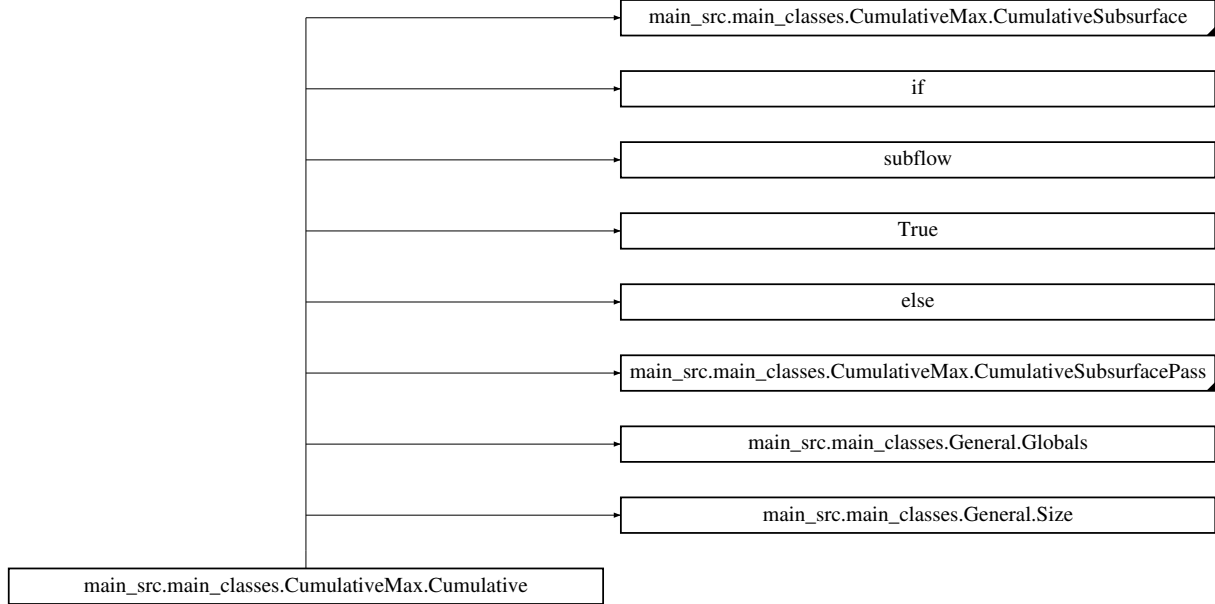 main_src.main_classes.CumulativeMax.CumulativeSubsurface
if
subflow
True
else
main_src.main_classes.CumulativeMax.CumulativeSubsurfacePass
main_src.main_classes.General.Globals
main_src.main_classes.General.Size
main_src.main_classes.CumulativeMax.Cumulative